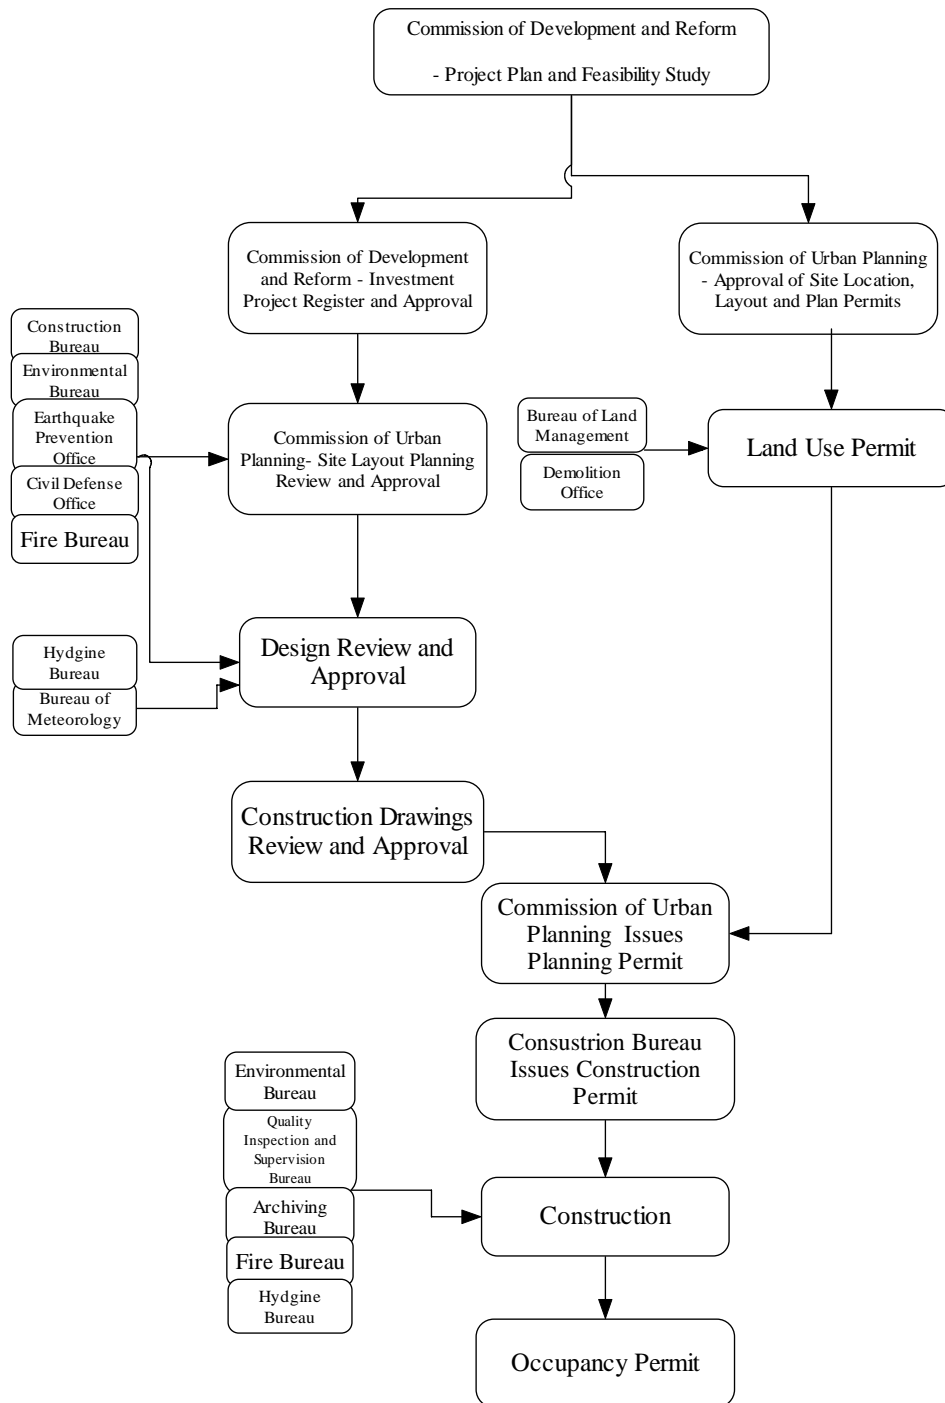 Commission of Development and Reform
- Project Plan and Feasibility Study
Commission of Development
and Reform - Investment
Project Register and Approval
Commission of Urban Planning
- Approval of Site Location,
Layout and Plan Permits
Construction
Bureau
Environmental
Bureau
Earthquake
Prevention
Office
Civil Defense
Office
Fire Bureau
Commission of Urban
Planning- Site Layout Planning
Review and Approval
Bureau of Land
Management
Demolition
Office
Land Use Permit
Hydgine
Bureau
Bureau of
Meteorology
Design Review and
Approval
Construction Drawings
Review and Approval
Commission of Urban
Planning Issues
Planning Permit
Consustrion Bureau
Issues Construction
Permit
Environmental
Bureau
Quality
Inspection and
Supervision
Bureau
Archiving
Bureau
Fire Bureau
Hydgine
Bureau
Construction
Occupancy Permit